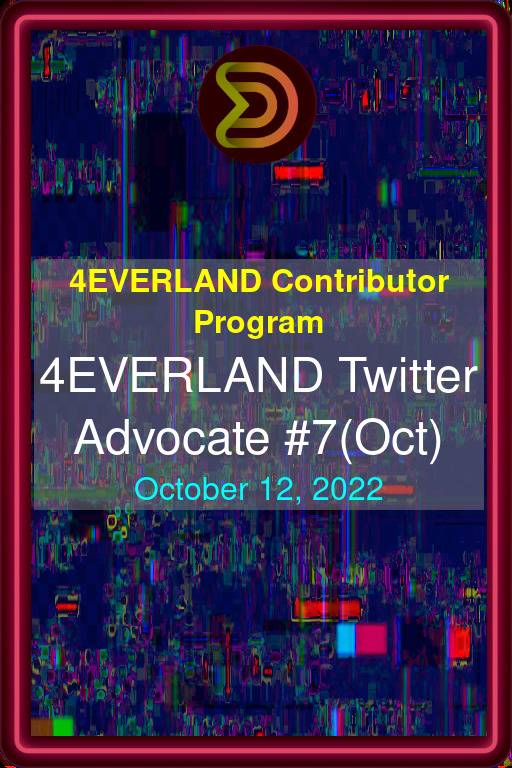 4EVERLAND Contributor
Program
4EVERLAND Twitter
Advocate #7(Oct)
October 12, 2022